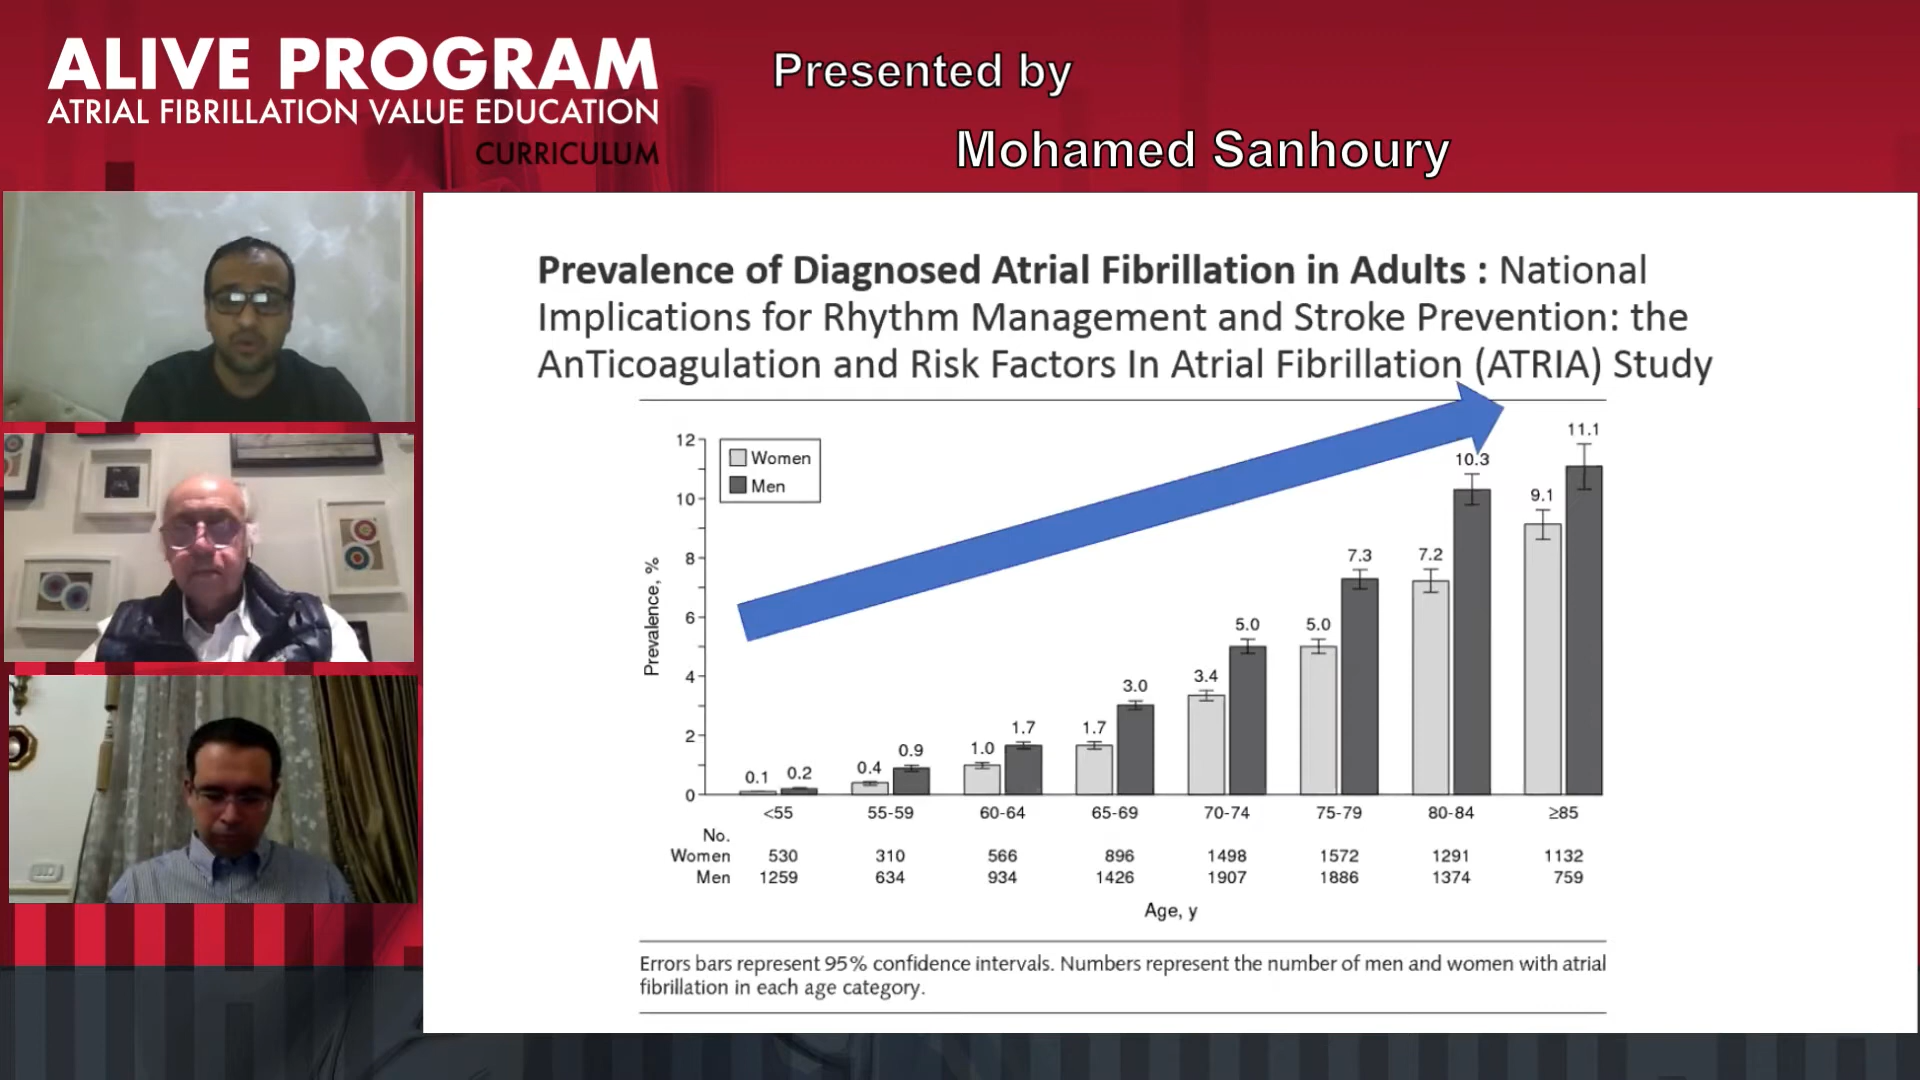 ALIVE PROGRAM
ATRIAL FIBRILLATION VALUE EDUCATION
CURRICULUM
Presented by
Mohamed Sanhoury
Prevalence of Diagnosed Atrial Fibrillation in Adults : National
Implications for Rhythm Management and Stroke Prevention: the
AnTicoagulation and Risk Factors In Atrial Fibrillation (ATRIA) Study
Women
Men
Prevalence, %
12
10
8
6
4
2
0
0.1 0.2 0.4 0.9 1.0 1.7 1.7 3.0 3.4 5.0 5.0 7.3 7.2 10.3 9.1 11.1
<55 55-59 60-64 65-69 70-74 75-79 80-84 ≥85
No.
Women 530 310 566 896 1498 1572 1291 1132
Men 1259 634 934 1426 1907 1886 1374 759
Age, y
Errors bars represent 95% confidence intervals. Numbers represent the number of men and women with atrial
fibrillation in each age category.